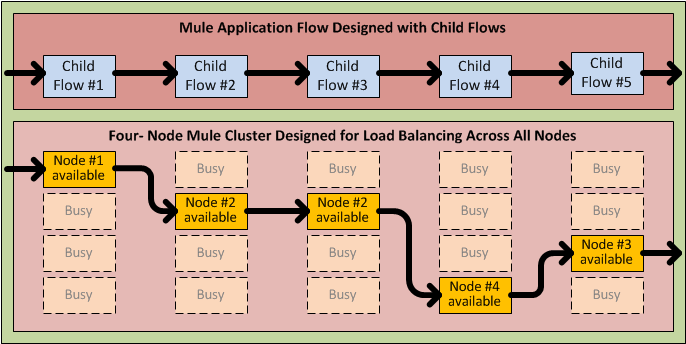 Mule Application Flow Designed with Child Flows
Child
Flow #1
Child
Flow #2
Child
Flow #3
Child
Flow #4
Child
Flow #5
Four- Node Mule Cluster Designed for Load Balancing Across All Nodes
Node #1
available
Busy
Busy
Busy
Busy
Node #2
available
Busy
Busy
Busy
Node #2
available
Busy
Busy
Busy
Busy
Busy
Node #4
available
Busy
Busy
Node #3
available
Busy